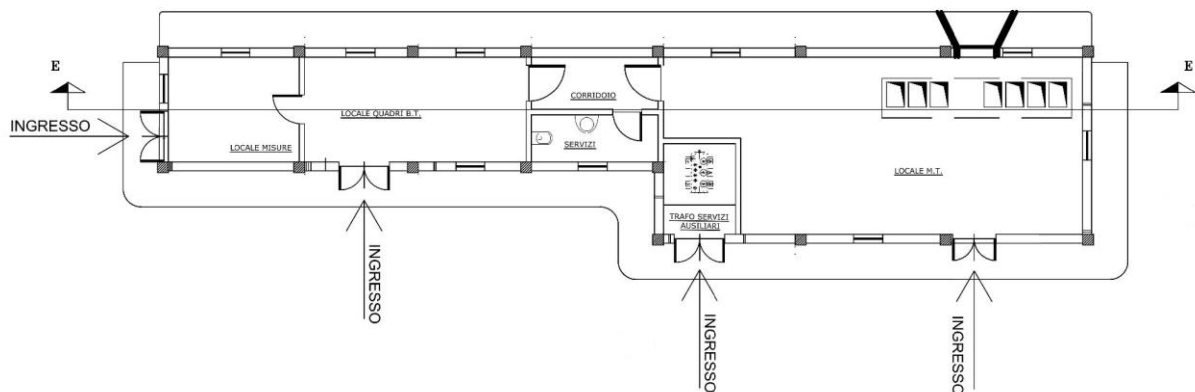 E
E
INGRESSO
CORRIDOIO
LOCALE QUADRI B.T.
LOCALE MISURE
SERVIZI
LOCALE M.T.
TRAFO SERVIZI
AUSILIARI
INGRESSO
INGRESSO
INGRESSO